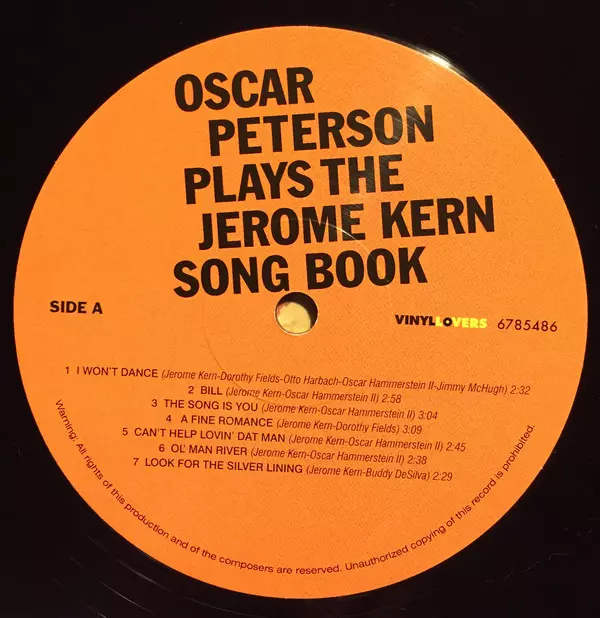 OSCAR
PETERSON
PLAYS THE
JEROME KERN
SONG BOOK
SIDE A
VINYLLOVERS 6785486
1 I WON'T DANCE (Jerome Kern-Dorothy Fields-Otto Harbach-Oscar Hammerstein II-Jimmy McHugh) 2:32
2 BILL (Jerome Kern-Oscar Hammerstein II) 2:58
3 THE SONG IS YOU (Jerome Kern-Oscar Hammerstein II) 3:04
4 A FINE ROMANCE (Jerome Kern-Dorothy Fields) 3:09
5 CAN'T HELP LOVIN' DAT MAN (Jerome Kern-Oscar Hammerstein II) 2:45
6 OL' MAN RIVER (Jerome Kern-Oscar Hammerstein II) 2:38
7 LOOK FOR THE SILVER LINING (Jerome Kern-Buddy DeSilva) 2:29
Warning: All rights of this production and of the composers are reserved. Unauthorized copying of this record is prohibited.